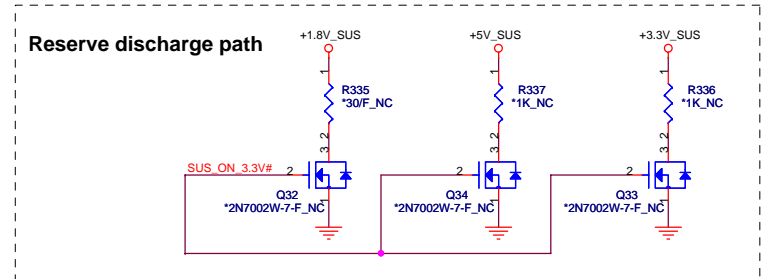 Reserve discharge path
+1.8V_SUS
+5V_SUS
+3.3V_SUS
1
1
1
R335
*30/F_NC
R337
*1K_NC
R336
*1K_NC
3 2
3 2
3 2
SUS_ON_3.3V#
2
2
2
Q32
*2N7002W-7-F_NC
1
Q34
*2N7002W-7-F_NC
1
Q33
*2N7002W-7-F_NC
1